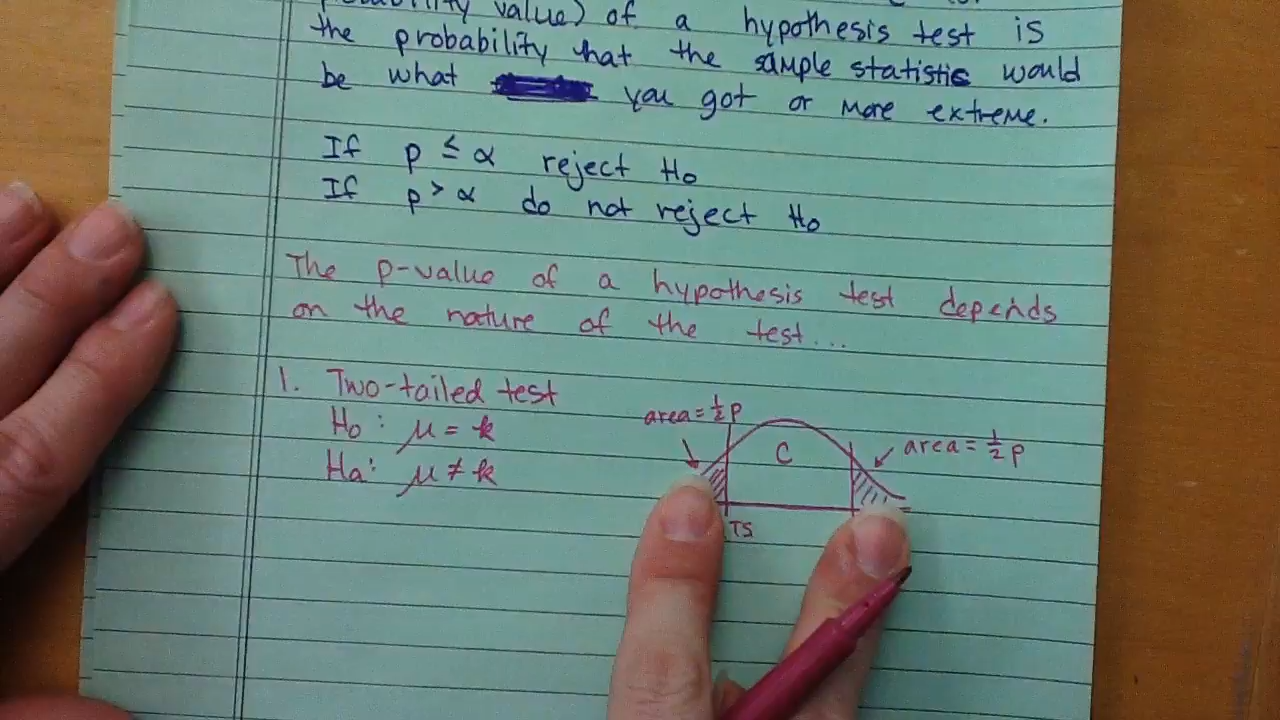 value) of a hypothesis test is
the probability that the sample statistic would
be what you got or more extreme.
If p ≤ α reject H₀
If p > α do not reject H₀
The p-value of a hypothesis test depends
on the nature of the test...
1. Two-tailed test
H₀: μ = k
Hₐ: μ ≠ k
area = ½p
C
area = ½p
TS